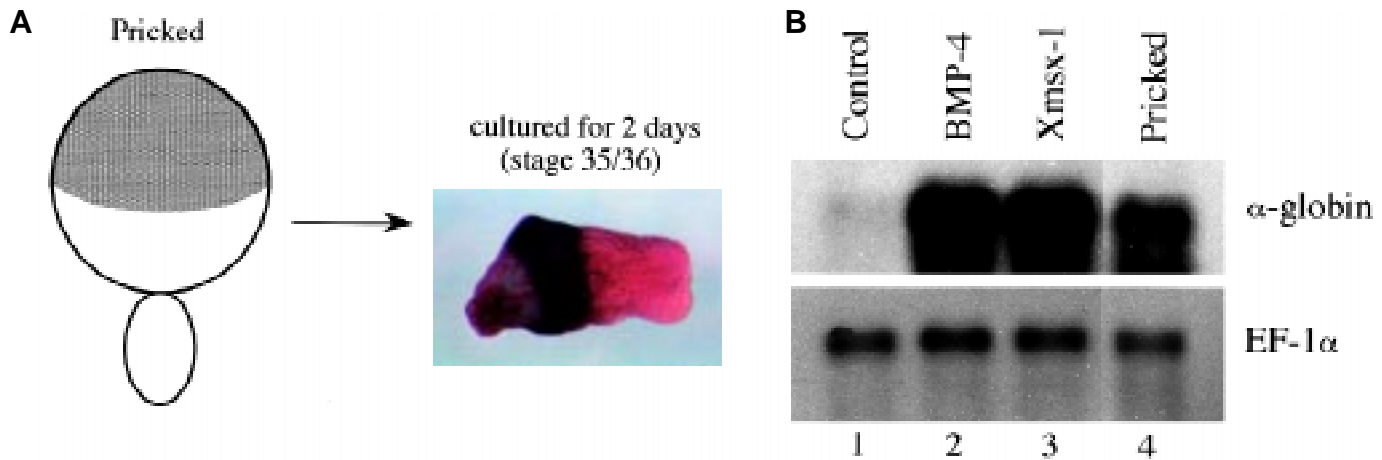 A
Pricked
cultured for 2 days
(stage 35/36)
B
Control
BMP-4
Xmsx-1
Pricked
α-globin
EF-1α
1 2 3 4